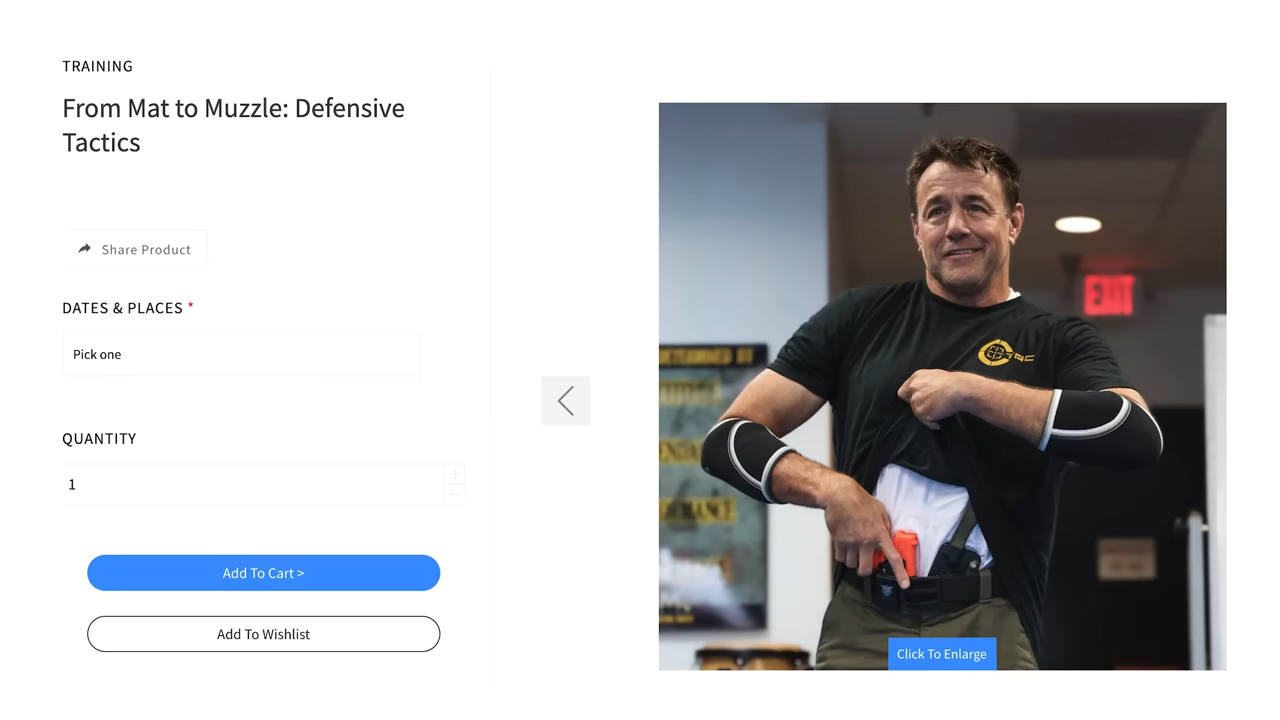 TRAINING
From Mat to Muzzle: Defensive
Tactics
Share Product
DATES & PLACES *
Pick one
QUANTITY
1
Add To Cart >
Add To Wishlist
EXIT
Click To Enlarge